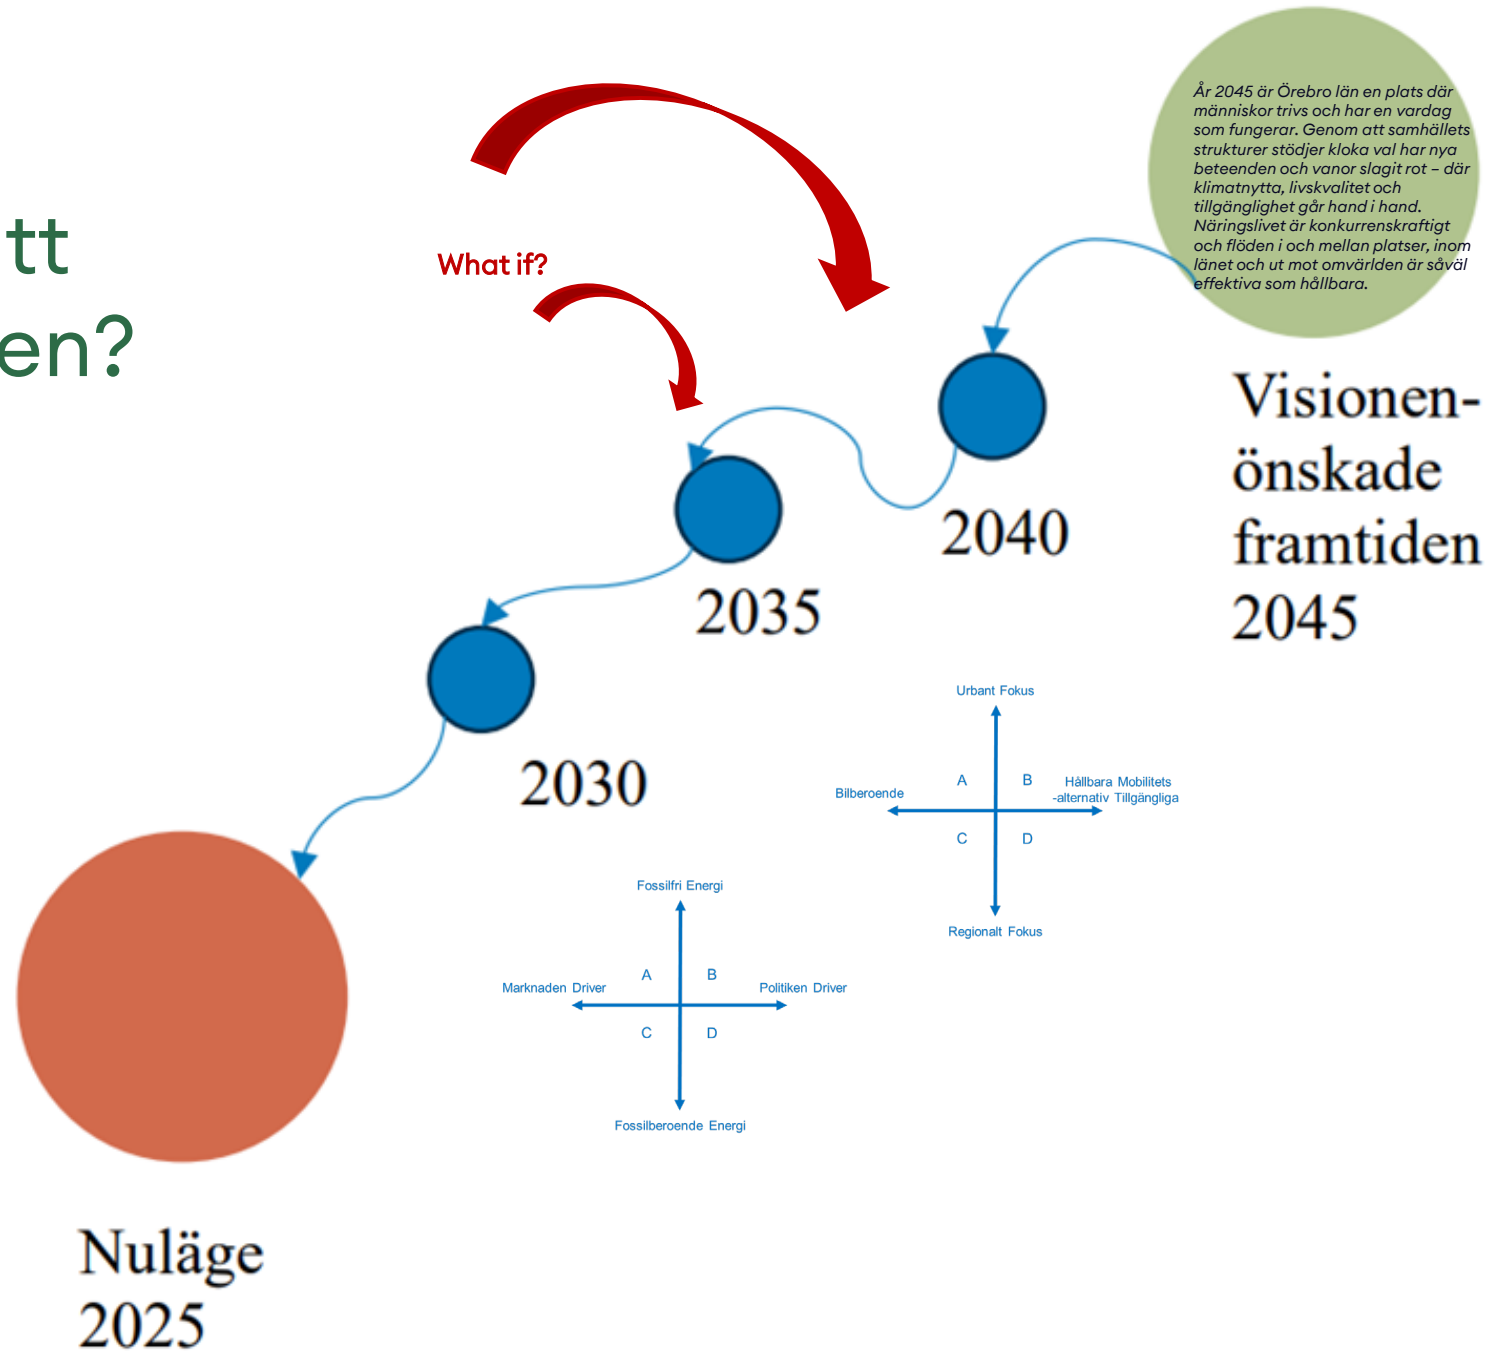 tt
en?
What if?
År 2045 är Örebro län en plats där
människor trivs och har en vardag
som fungerar. Genom att samhällets
strukturer stödjer kloka val har nya
beteenden och vanor slagit rot – där
klimatnytta, livskvalitet och
tillgänglighet går hand i hand.
Näringslivet är konkurrenskraftigt
och flöden i och mellan platser, inom
länet och ut mot omvärlden är såväl
effektiva som hållbara.
Visionen-
önskade
framtiden
2045
2040
2035
2030
Urbant Fokus
A
B
Bilberoende
Hållbara Mobilitets
-alternativ Tillgängliga
C
D
Regionalt Fokus
Fossilfri Energi
A
B
Marknaden Driver
Politiken Driver
C
D
Fossilberoende Energi
Nuläge
2025